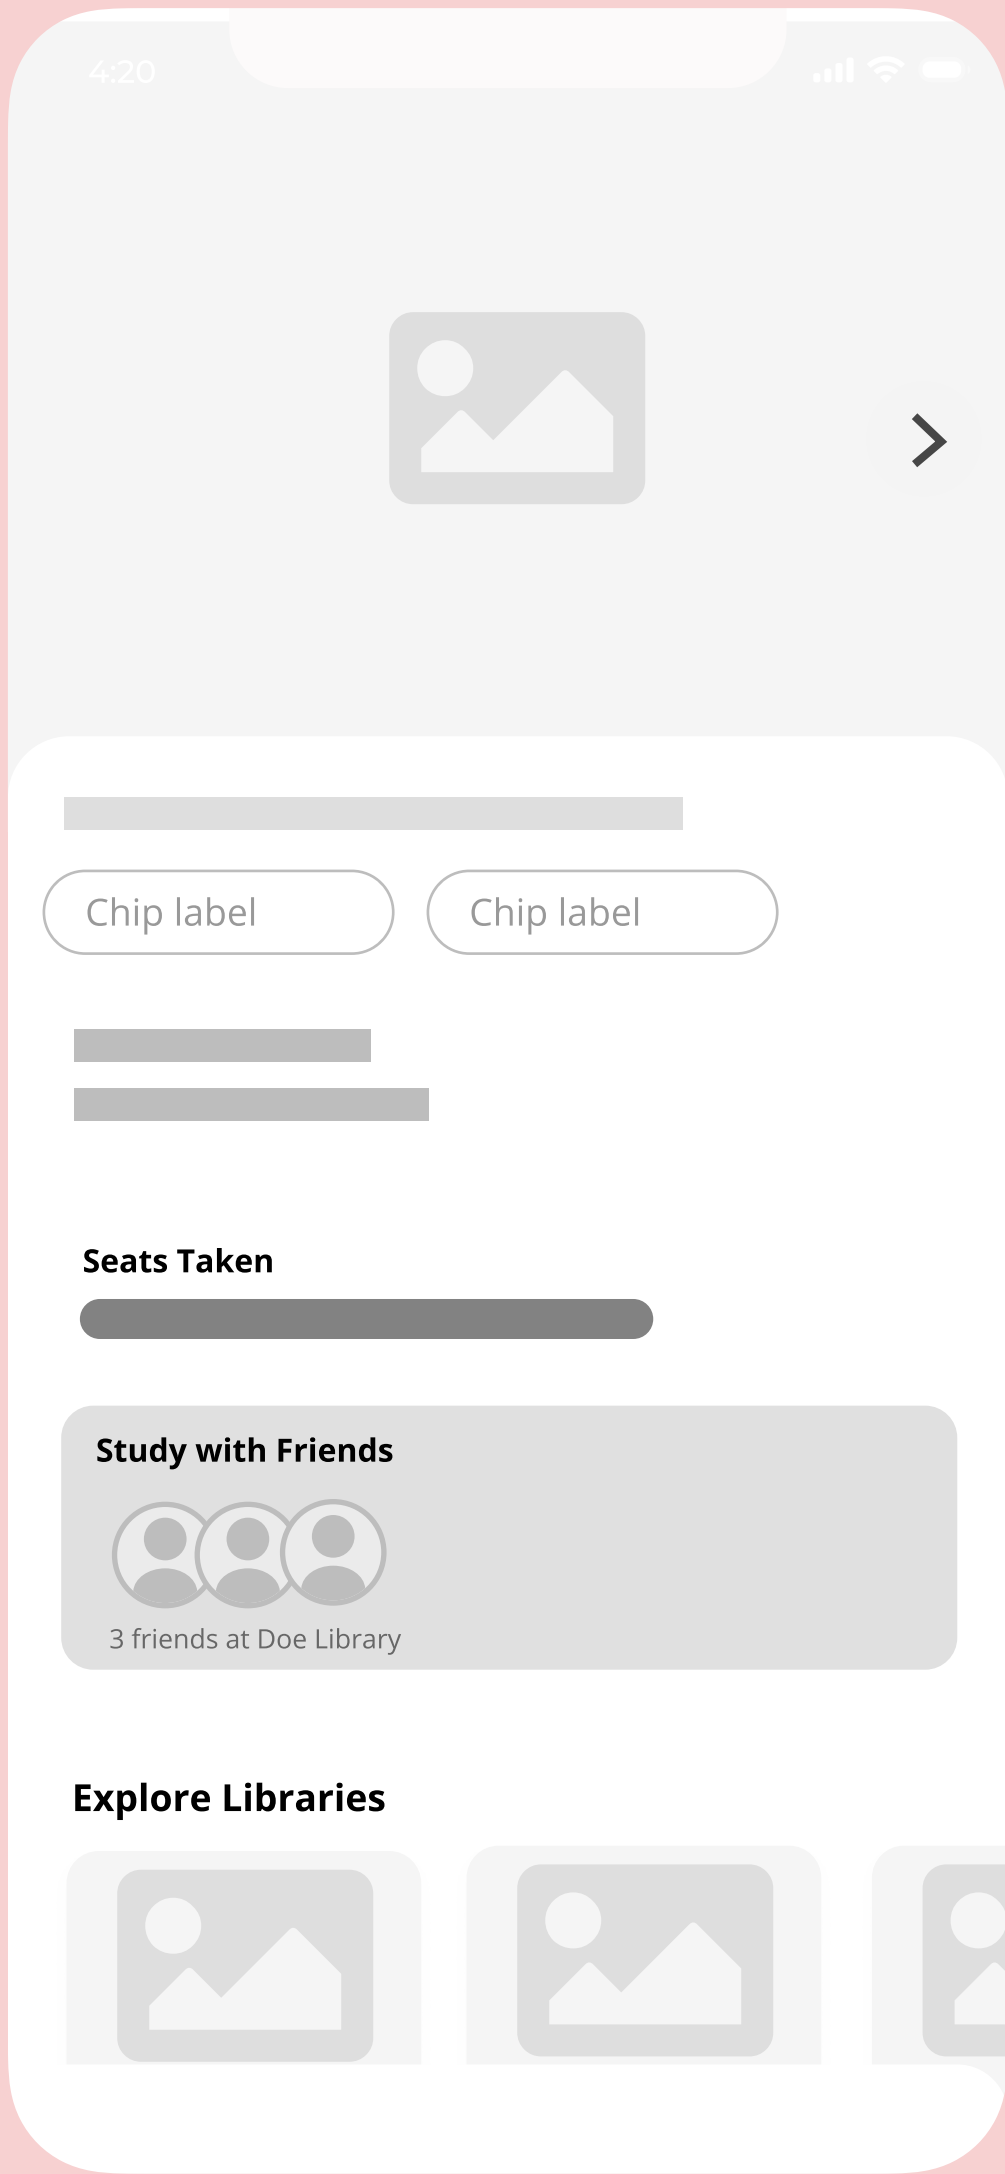 4:20
Chip label
Chip label
Seats Taken
Study with Friends
3 friends at Doe Library
Explore Libraries